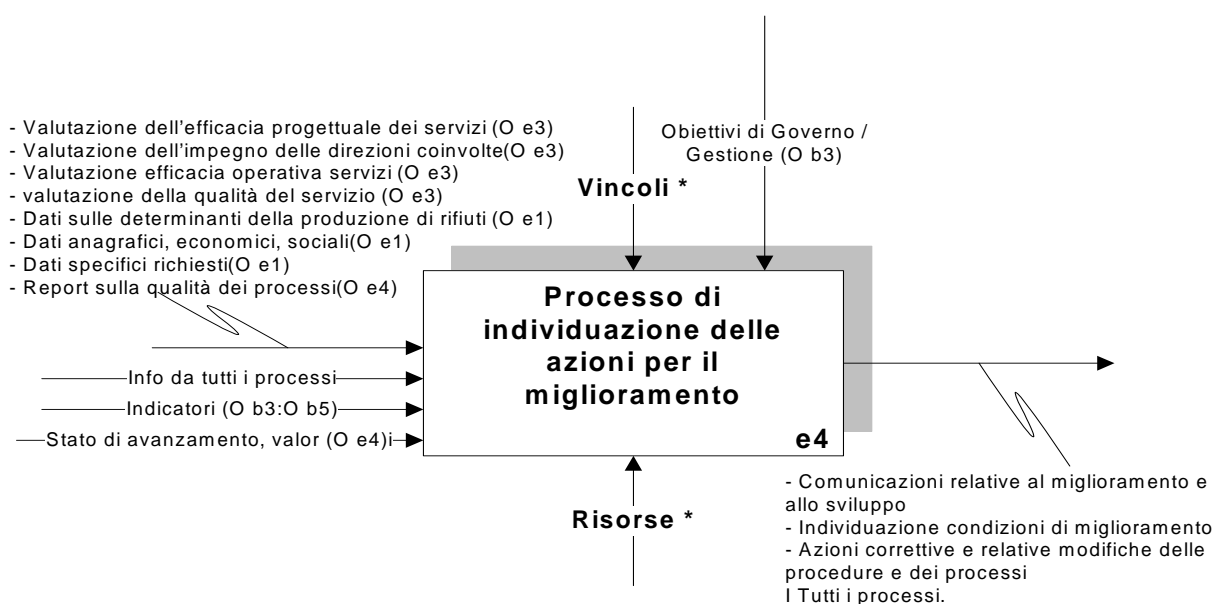 - Valutazione dell'efficacia progettuale dei servizi (O e3)
- Valutazione dell'impegno delle direzioni coinvolte(O e3)
- Valutazione efficacia operativa servizi (O e3)
- valutazione della qualità del servizio (O e3)
- Dati sulle determinanti della produzione di rifiuti (O e1)
- Dati anagrafici, economici, sociali(O e1)
- Dati specifici richiesti(O e1)
- Report sulla qualità dei processi(O e4)
Vincoli *
Obiettivi di Governo /
Gestione (O b3)
Info da tutti i processi
Indicatori (O b3:O b5)
Stato di avanzamento, valor (O e4)i
Processo di
individuazione delle
azioni per il
miglioramento
e4
Risorse *
- Comunicazioni relative al miglioramento e
allo sviluppo
- Individuazione condizioni di miglioramento
- Azioni correttive e relative modifiche delle
procedure e dei processi
I Tutti i processi.